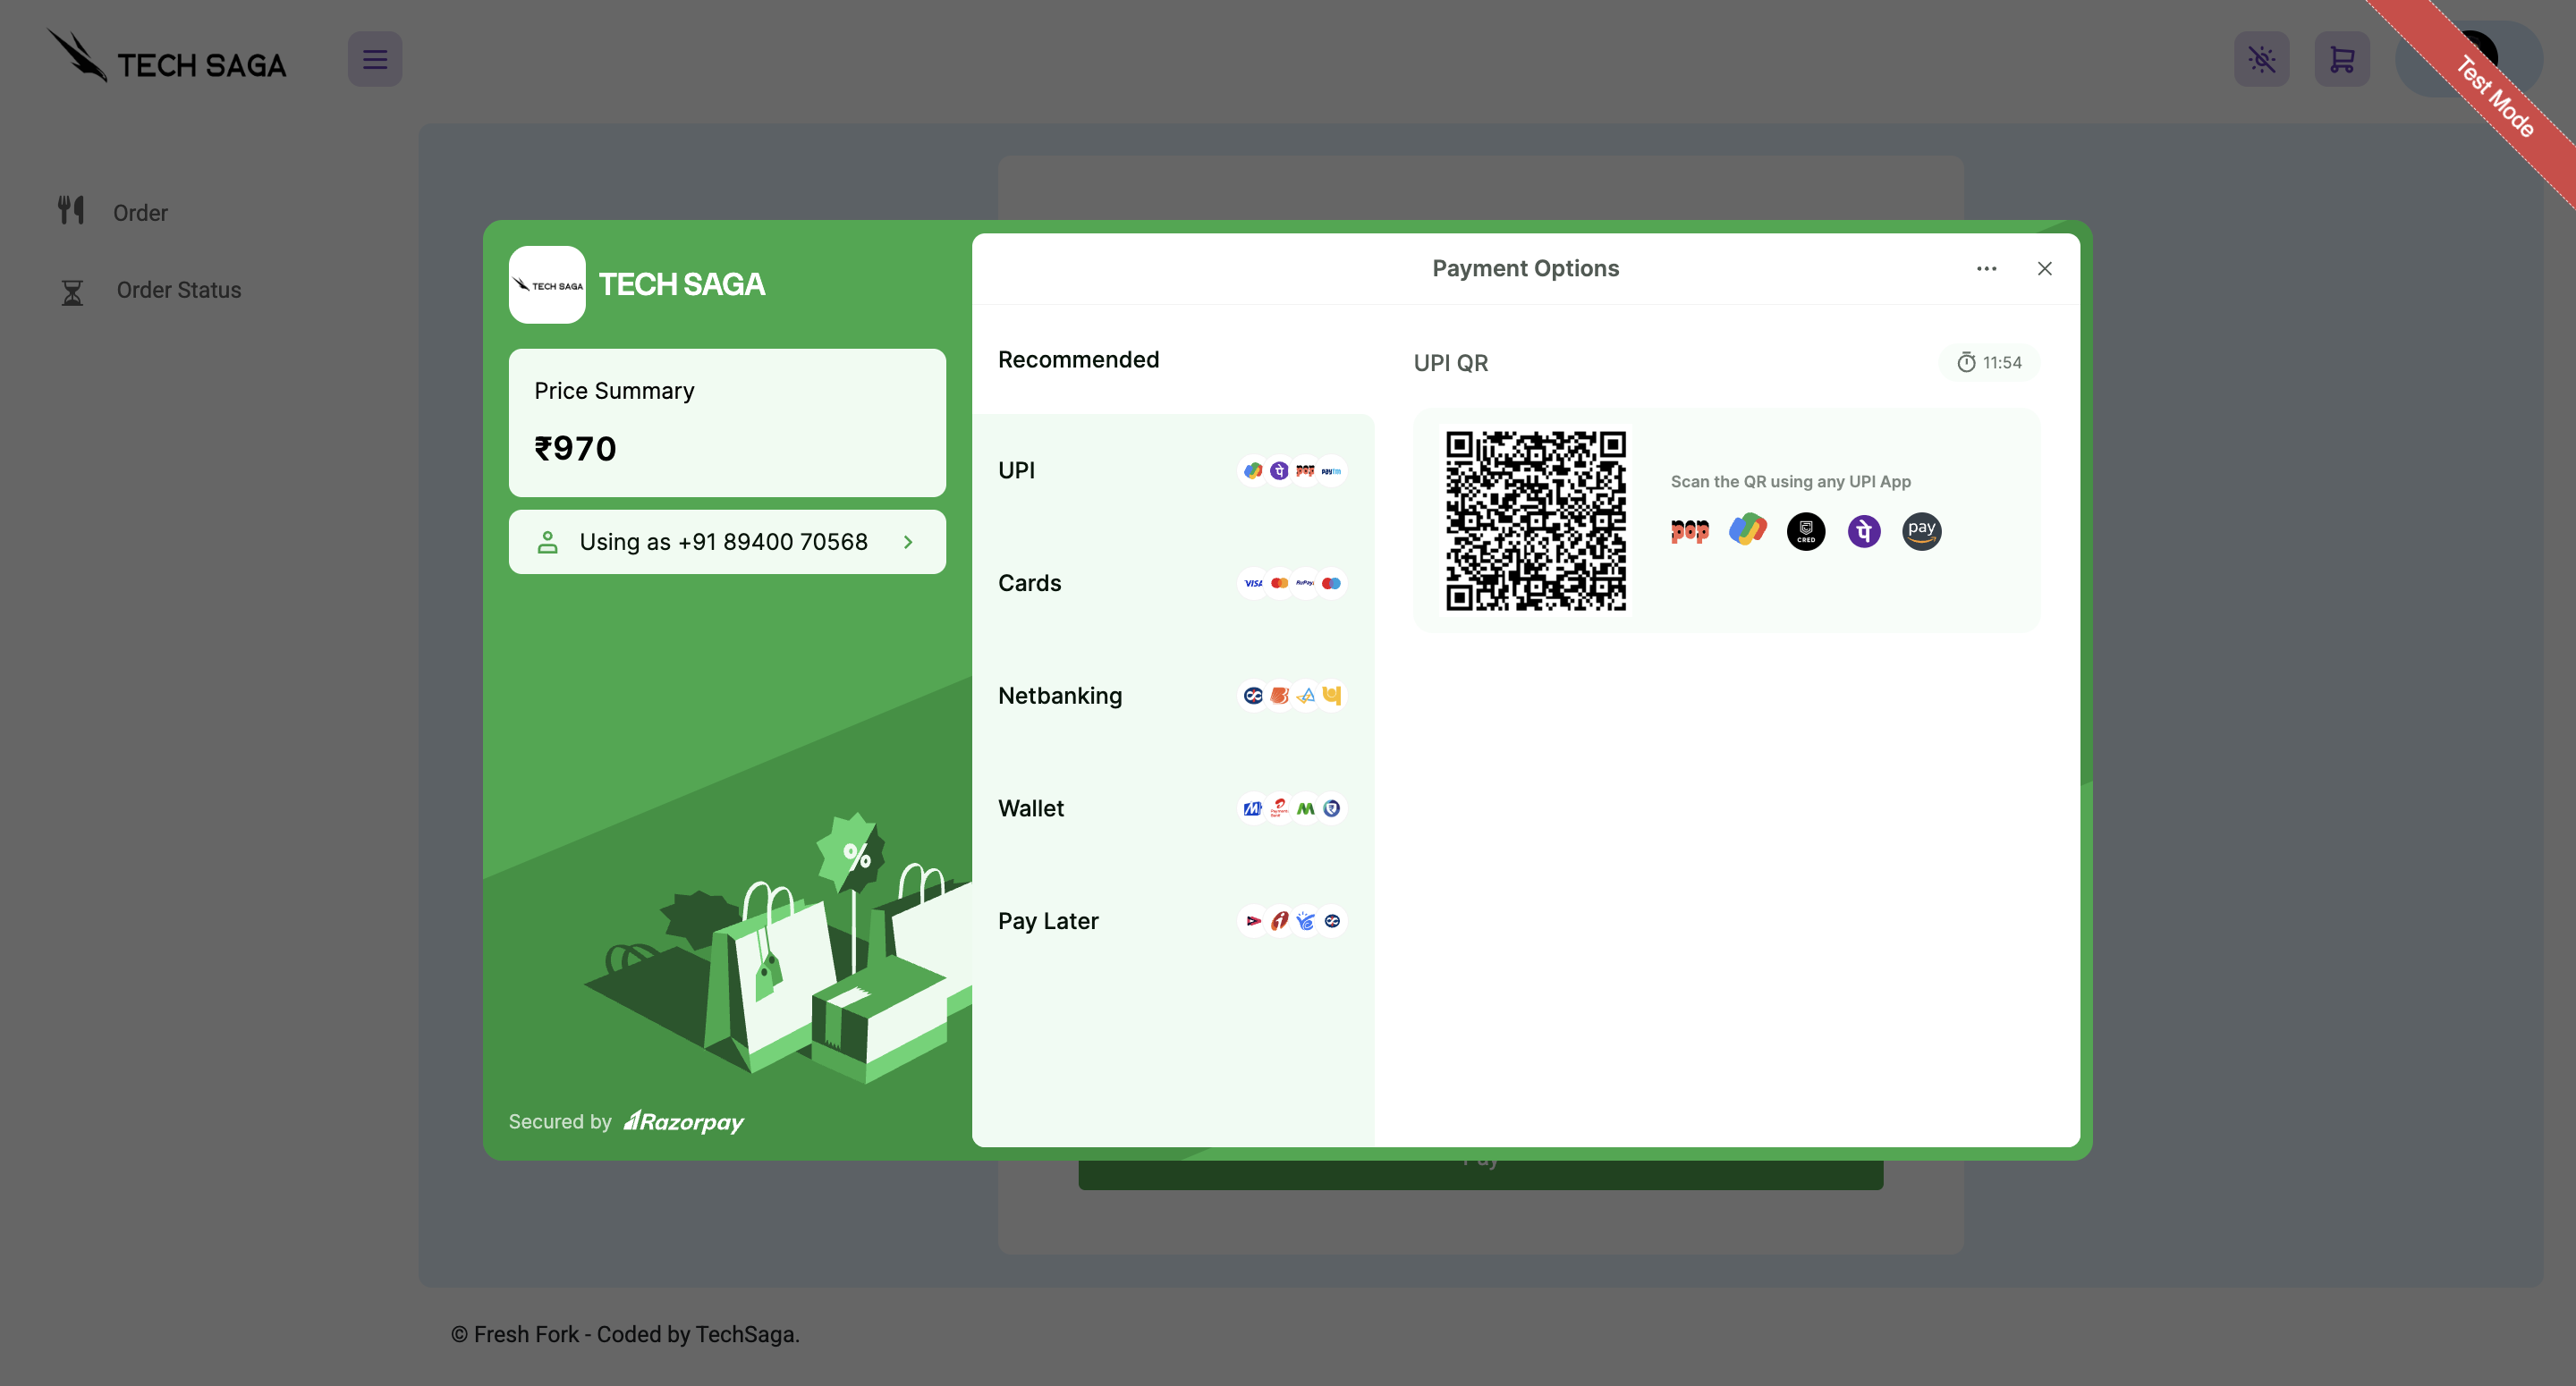 TECH SAGA
Test Mode
Order
Order Status
TECH SAGA
TECH SAGA
Price Summary
₹970
Using as +91 89400 70568
Secured by Razorpay
Payment Options
Recommended
UPI
Cards
VISA
RuPay
Netbanking
Wallet
Pay Later
UPI QR
11:54
Scan the QR using any UPI App
pop
CRED
पे
pay
Pay
© Fresh Fork - Coded by TechSaga.